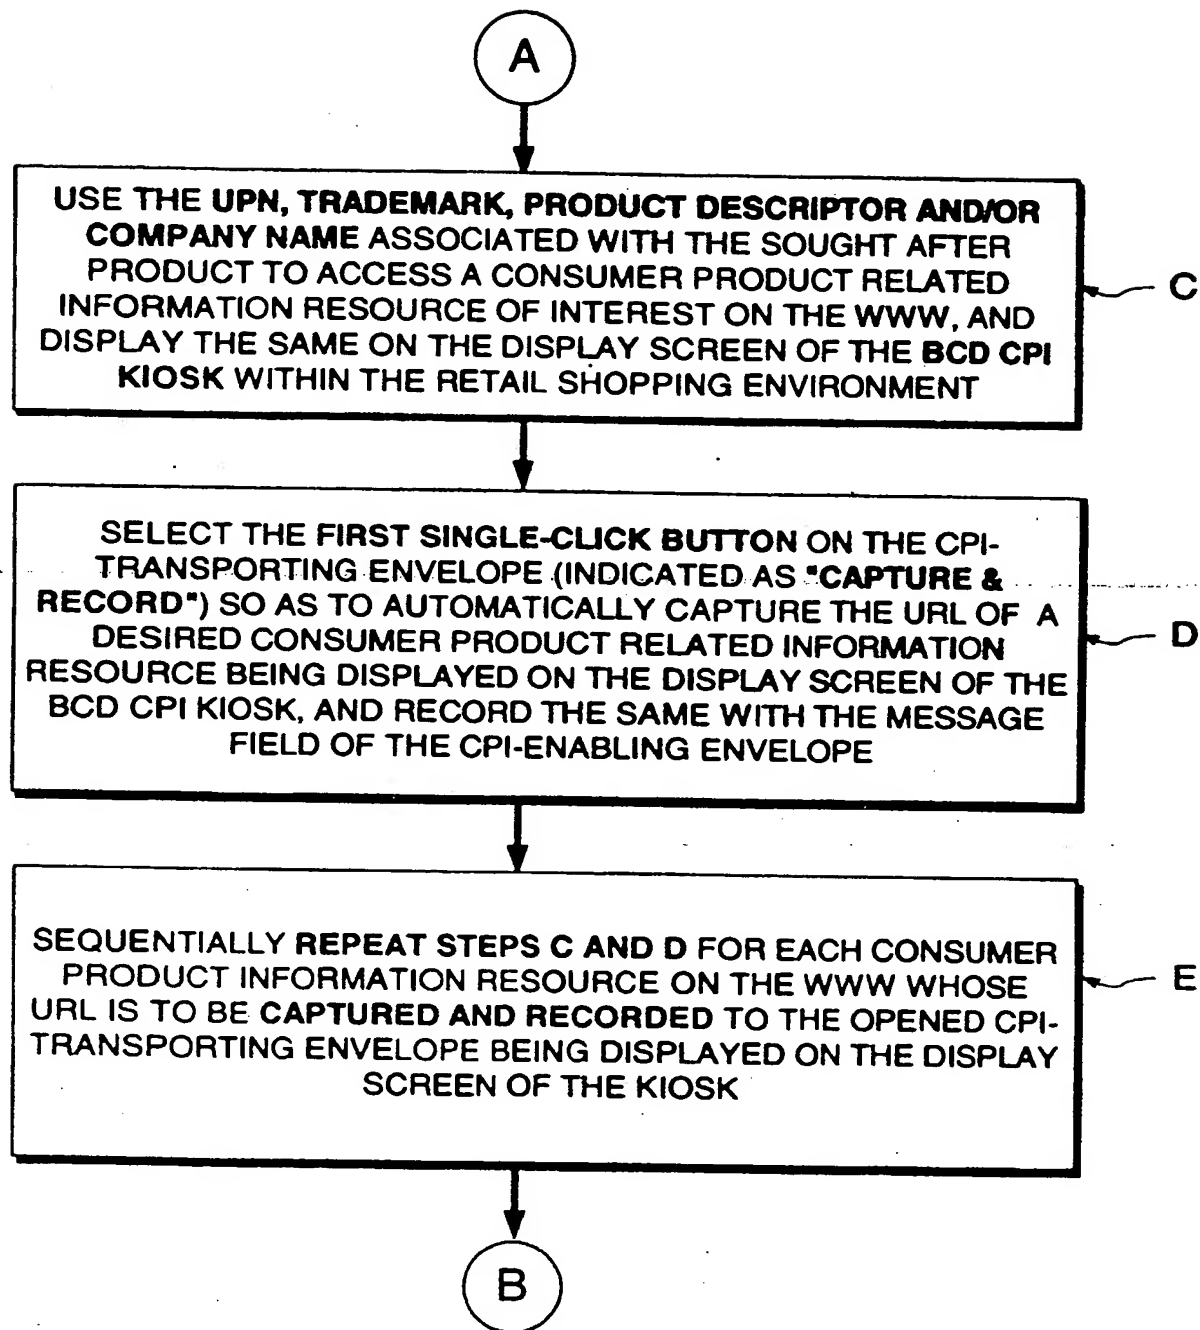 A
USE THE UPN, TRADEMARK, PRODUCT DESCRIPTOR AND/OR
COMPANY NAME ASSOCIATED WITH THE SOUGHT AFTER
PRODUCT TO ACCESS A CONSUMER PRODUCT RELATED
INFORMATION RESOURCE OF INTEREST ON THE WWW, AND
DISPLAY THE SAME ON THE DISPLAY SCREEN OF THE BCD CPI
KIOSK WITHIN THE RETAIL SHOPPING ENVIRONMENT
C
SELECT THE FIRST SINGLE-CLICK BUTTON ON THE CPI-
TRANSPORTING ENVELOPE (INDICATED AS "CAPTURE &
RECORD") SO AS TO AUTOMATICALLY CAPTURE THE URL OF A
DESIRED CONSUMER PRODUCT RELATED INFORMATION
RESOURCE BEING DISPLAYED ON THE DISPLAY SCREEN OF THE
BCD CPI KIOSK, AND RECORD THE SAME WITH THE MESSAGE
FIELD OF THE CPI-ENABLING ENVELOPE
D
SEQUENTIALLY REPEAT STEPS C AND D FOR EACH CONSUMER
PRODUCT INFORMATION RESOURCE ON THE WWW WHOSE
URL IS TO BE CAPTURED AND RECORDED TO THE OPENED CPI-
TRANSPORTING ENVELOPE BEING DISPLAYED ON THE DISPLAY
SCREEN OF THE KIOSK
E
B